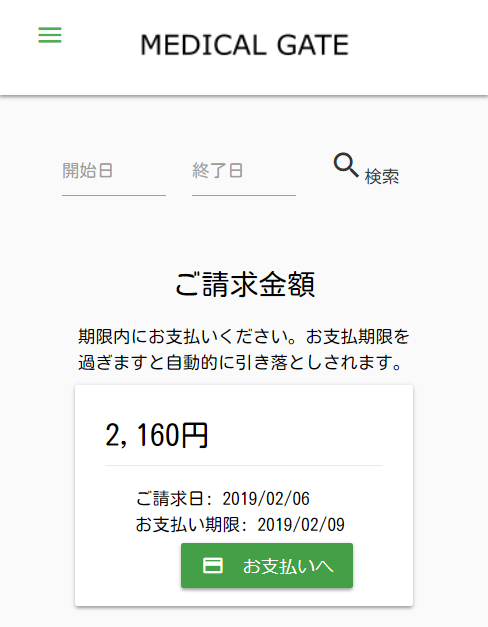 MEDICAL GATE
開始日 終了日 検索
ご請求金額
期限内にお支払いください。お支払期限を
過ぎますと自動的に引き落としされます。
2,160円
ご請求日: 2019/02/06
お支払い期限: 2019/02/09
お支払いへ